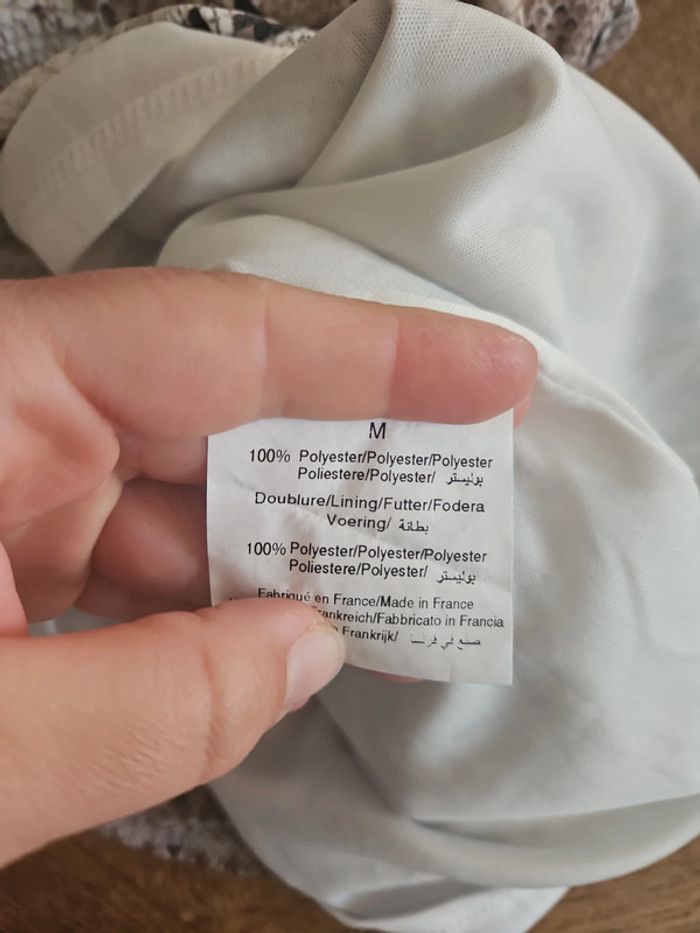 M
100% Polyester/Polyester/Polyester
Poliestere/Polyester/ بوليستر
Doublure/Lining/Futter/Fodera
Voering/ بطانة
100% Polyester/Polyester/Polyester
Poliestere/Polyester/ بوليستر
Fabriqué en France/Made in France
rankreich/Fabbricato in Francia
Frankrijk/ صنع في فرنسا